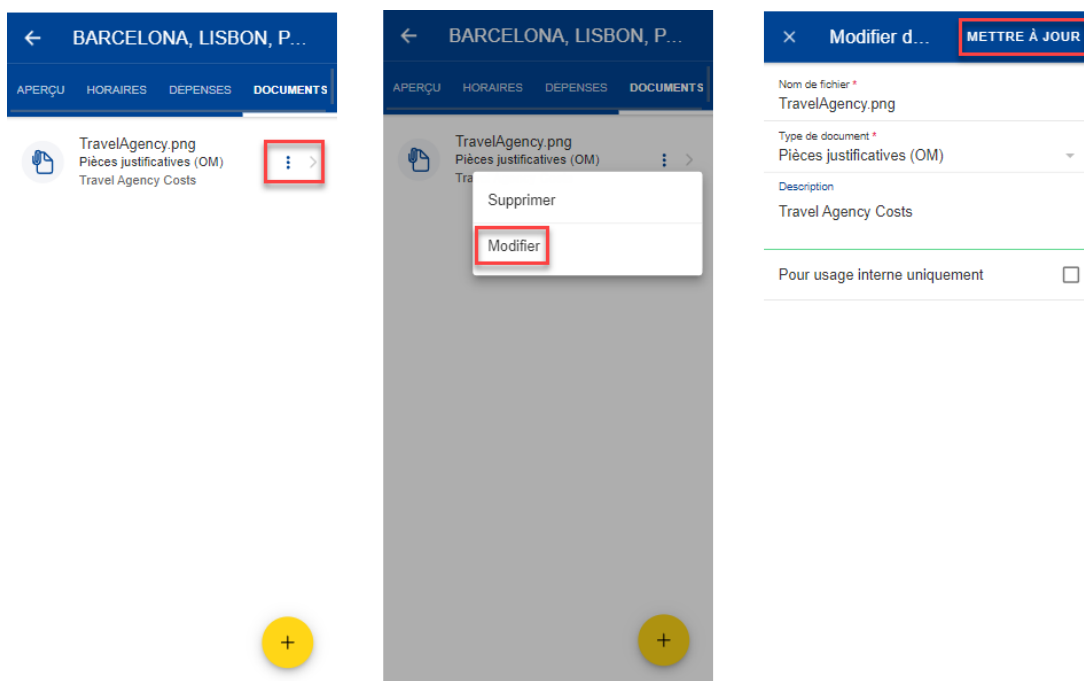 BARCELONA, LISBON, P...
APERÇU HORAIRES DEPENSES DOCUMENTS
TravelAgency.png
Pièces justificatives (OM)
Travel Agency Costs
+
BARCELONA, LISBON, P...
APERÇU HORAIRES DEPENSES DOCUMENTS
TravelAgency.png
Pièces justificatives (OM)
Tra
Supprimer
Modifier
+
Modifier d... METTRE À JOUR
Nom de fichier *
TravelAgency.png
Type de document *
Pièces justificatives (OM)
Description
Travel Agency Costs
Pour usage interne uniquement